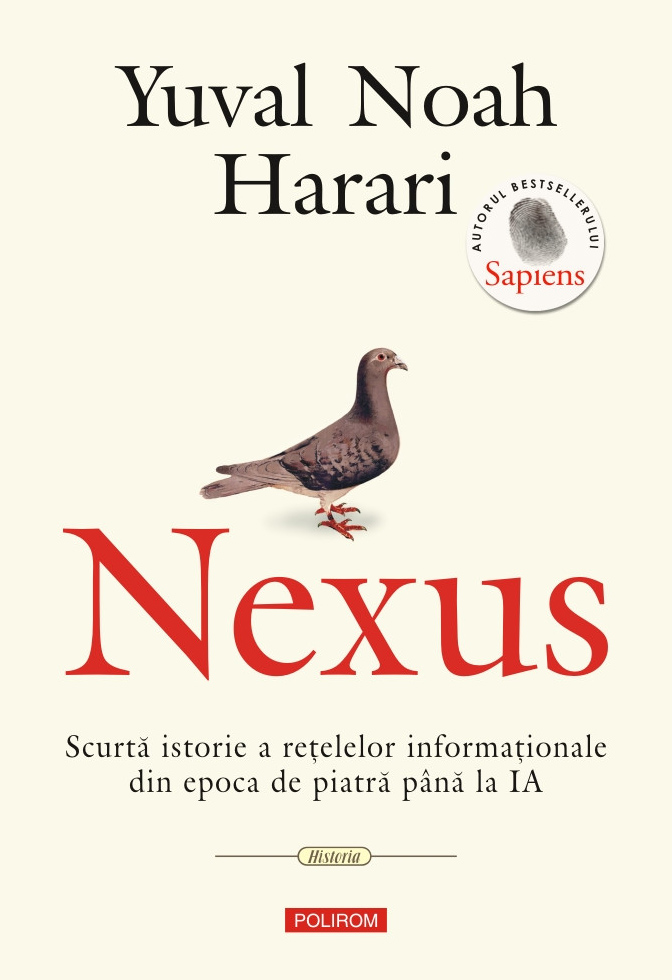 Yuval Noah
Harari
AUTORUL BESTSELLERULUI
Sapiens
Nexus
Scurtă istorie a rețelelor informaționale
din epoca de piatră până la IA
Historia
POLIROM